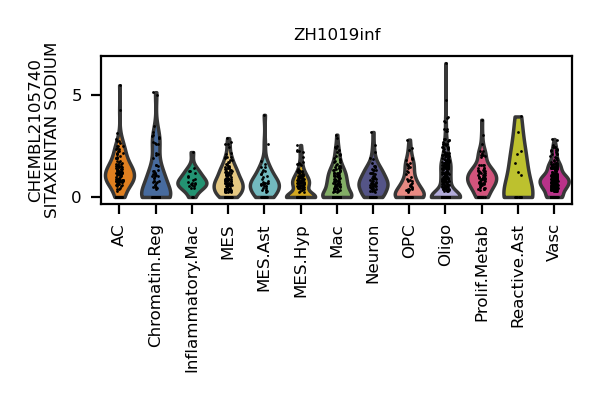 ZH1019inf
CHEMBL2105740
SITAXENTAN SODIUM
5
0
AC
Chromatin.Reg
Inflammatory.Mac
MES
MES.Ast
MES.Hyp
Mac
Neuron
OPC
Oligo
Prolif.Metab
Reactive.Ast
Vasc